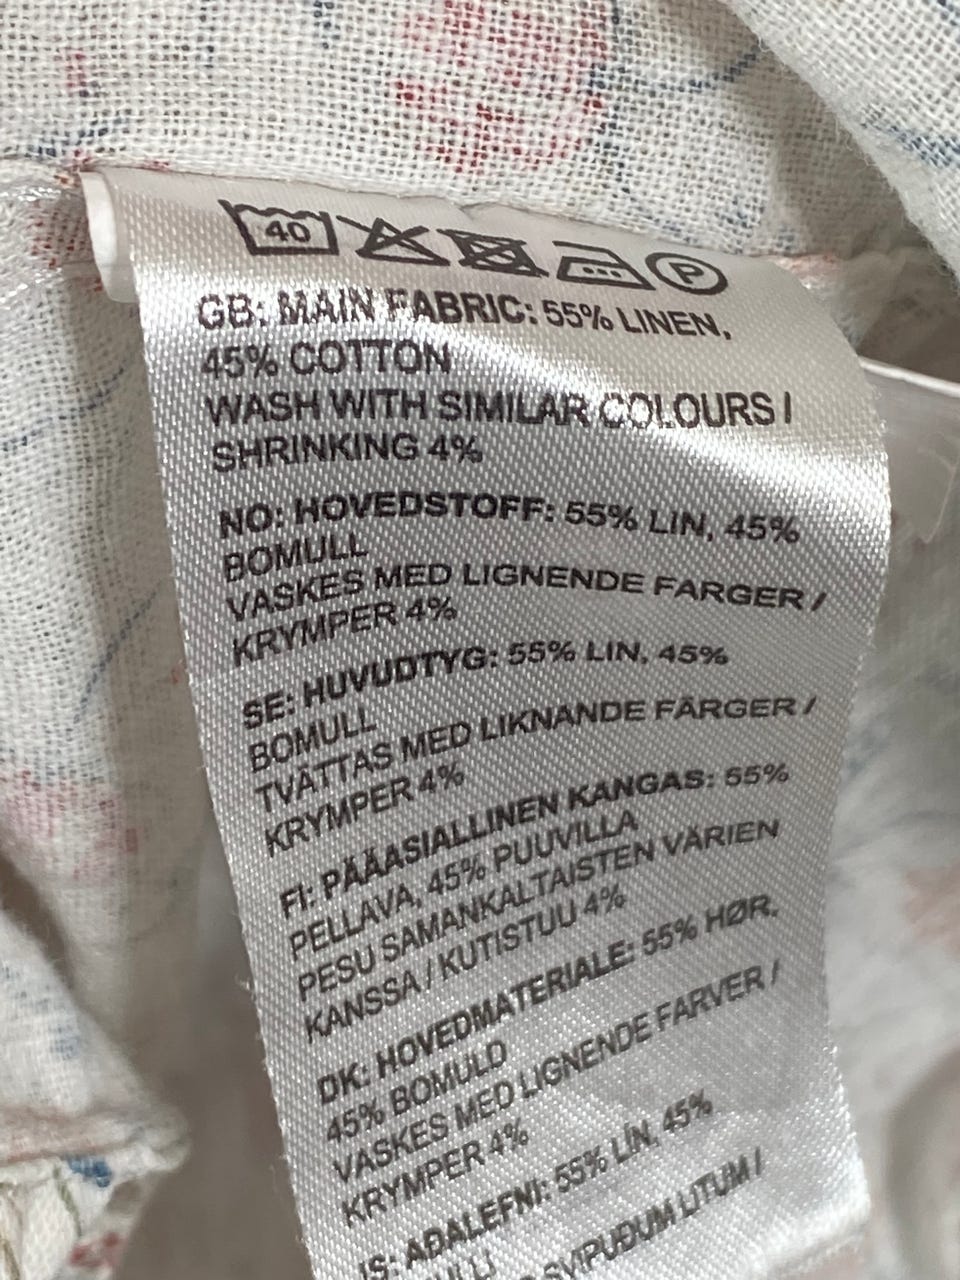 40 P
GB: MAIN FABRIC: 55% LINEN,
45% COTTON
WASH WITH SIMILAR COLOURS /
SHRINKING 4%
NO: HOVEDSTOFF: 55% LIN, 45%
BOMULL
VASKES MED LIGNENDE FARGER /
KRYMPER 4%
SE: HUVUDTYG: 55% LIN, 45%
BOMULL
TVÄTTAS MED LIKNANDE FÄRGER /
KRYMPER 4%
FI: PÄÄASIALLINEN KANGAS: 55%
PELLAVA, 45% PUUVILLA
PESU SAMANKALTAISTEN VÄRIEN
KANSSA / KUTISTUU 4%
DK: HOVEDMATERIALE: 55% HØR,
45% BOMULD
VASKES MED LIGNENDE FARVER /
KRYMPER 4%
IS: AÐALEFNI: 55% LÍN, 45%
SVIPUÐUM LITUM /